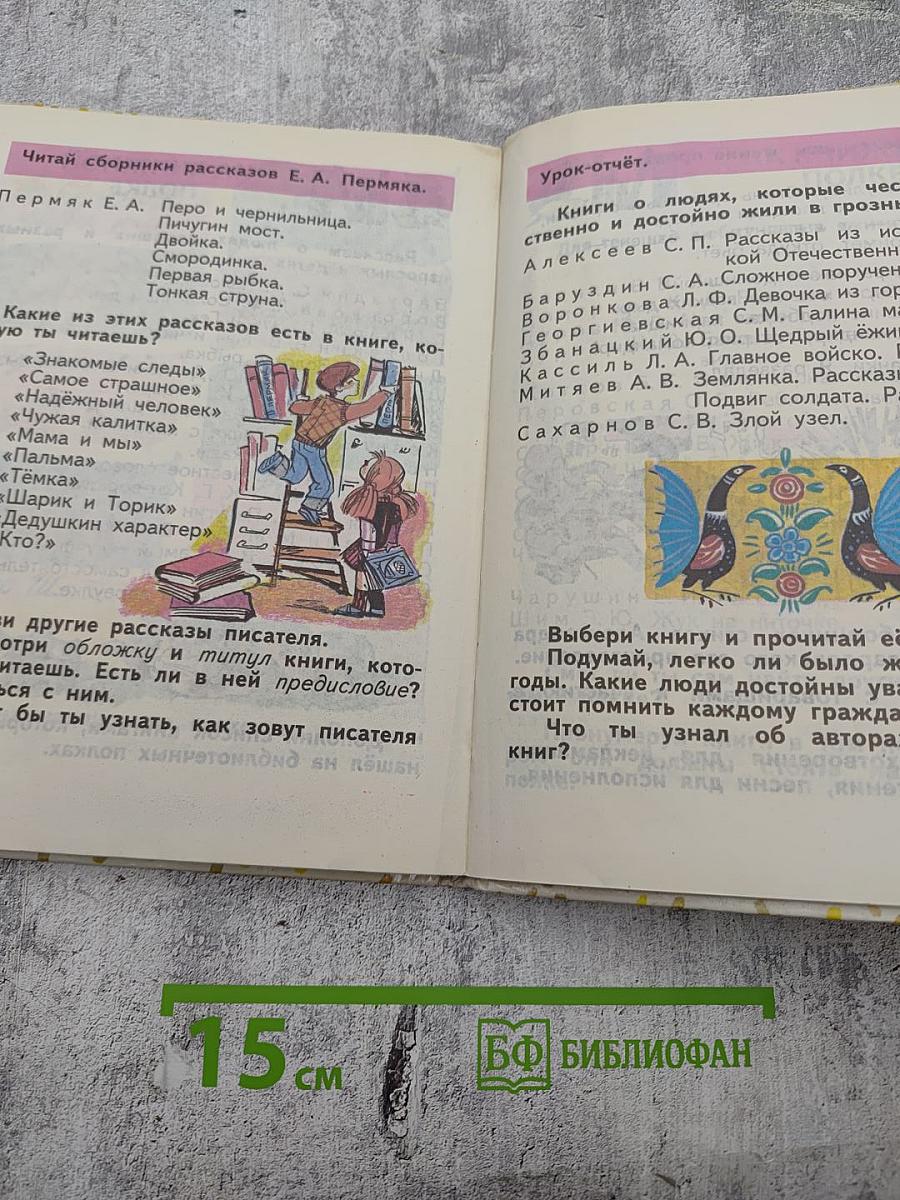 Читай сборники рассказов Е. А. Пермяка.
Пермяк Е. А. Перо и чернильница.
Пичугин мост.
Двойка.
Смородинка.
Первая рыбка.
Тонкая струна.
Какие из этих рассказов есть в книге, ко-
ую ты читаешь?
«Знакомые следы»
«Самое страшное»
«Надёжный человек»
«Чужая калитка»
«Мама и мы»
«Пальма»
«Тёмка»
«Шарик и Торик»
«Дедушкин характер»
Кто?»
ви другие рассказы писателя.
отри обложку и титул книги, кото-
итаешь. Есть ли в ней предисловие?
ься с ним.
бы ты узнать, как зовут писателя
Урок-отчёт.
Книги о людях, которые чес
ственно и достойно жили в грозны
Алексеев С. П. Рассказы из ис
кой Отечественн
Баруздин С. А. Сложное поручен
Воронкова Л. Ф. Девочка из гор
Георгиевская С. М. Галина ма
Збанацкий Ю. О. Щедрый ёжи
Кассиль Л. А. Главное войско.
Митяев А. В. Землянка. Рассказ
Подвиг солдата. Ра
Сахарнов С. В. Злой узел.
Выбери книгу и прочитай её
Подумай, легко ли было ж
годы. Какие люди достойны ува
стоит помнить каждому гражда
Что ты узнал об автора
книг?
15 см
БФ БИБЛИОФАН